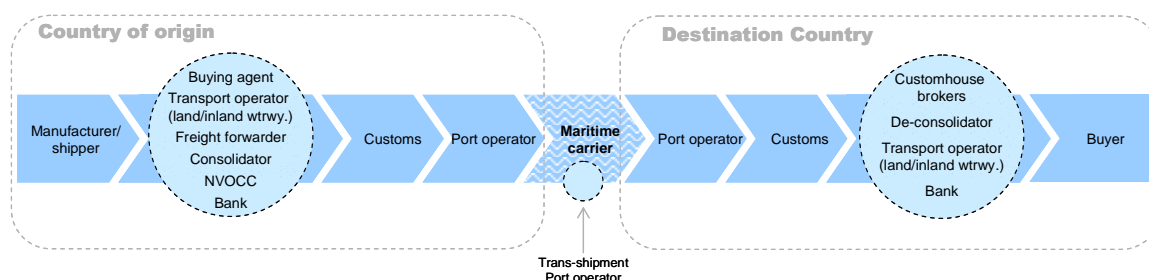 Country of origin
Destination Country
Manufacturer/
shipper
Buying agent
Transport operator
(land/inland wtrwy.)
Freight forwarder
Consolidator
NVOCC
Bank
Customs
Port operator
Maritime
carrier
Port operator
Customs
Customhouse
brokers
De-consolidator
Transport operator
(land/inland wtrwy.)
Bank
Buyer
Trans-shipment
Port operator